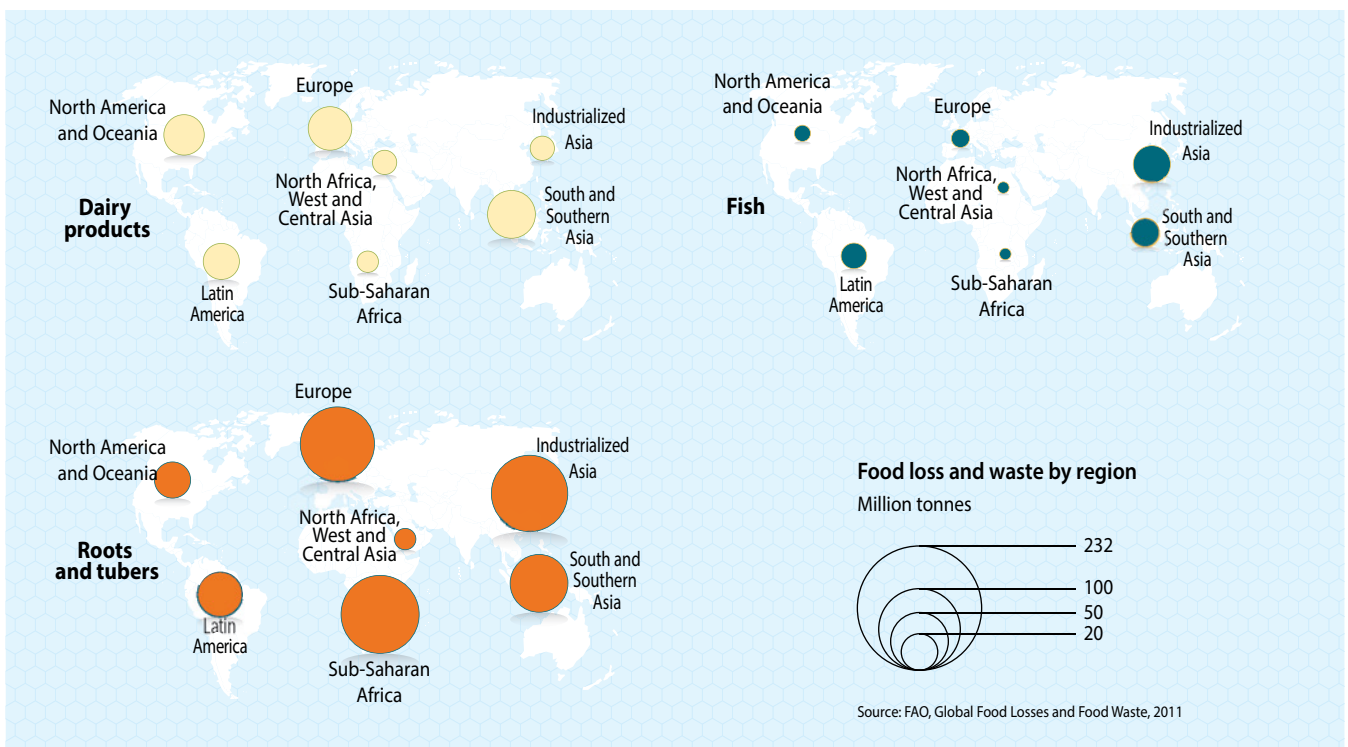 North America
and Oceania
Europe
Industrialized
Asia
North Africa,
West and
Central Asia
South and
Southern
Asia
Dairy
products
Latin
America
Sub-Saharan
Africa
North America
and Oceania
Europe
Industrialized
Asia
North Africa,
West and
Central Asia
Fish
South and
Southern
Asia
Latin
America
Sub-Saharan
Africa
Europe
North America
and Oceania
Industrialized
Asia
North Africa,
West and
Central Asia
Roots
and tubers
South and
Southern
Asia
Latin
America
Sub-Saharan
Africa
Food loss and waste by region
Million tonnes
232
100
50
20
Source: FAO, Global Food Losses and Food Waste, 2011